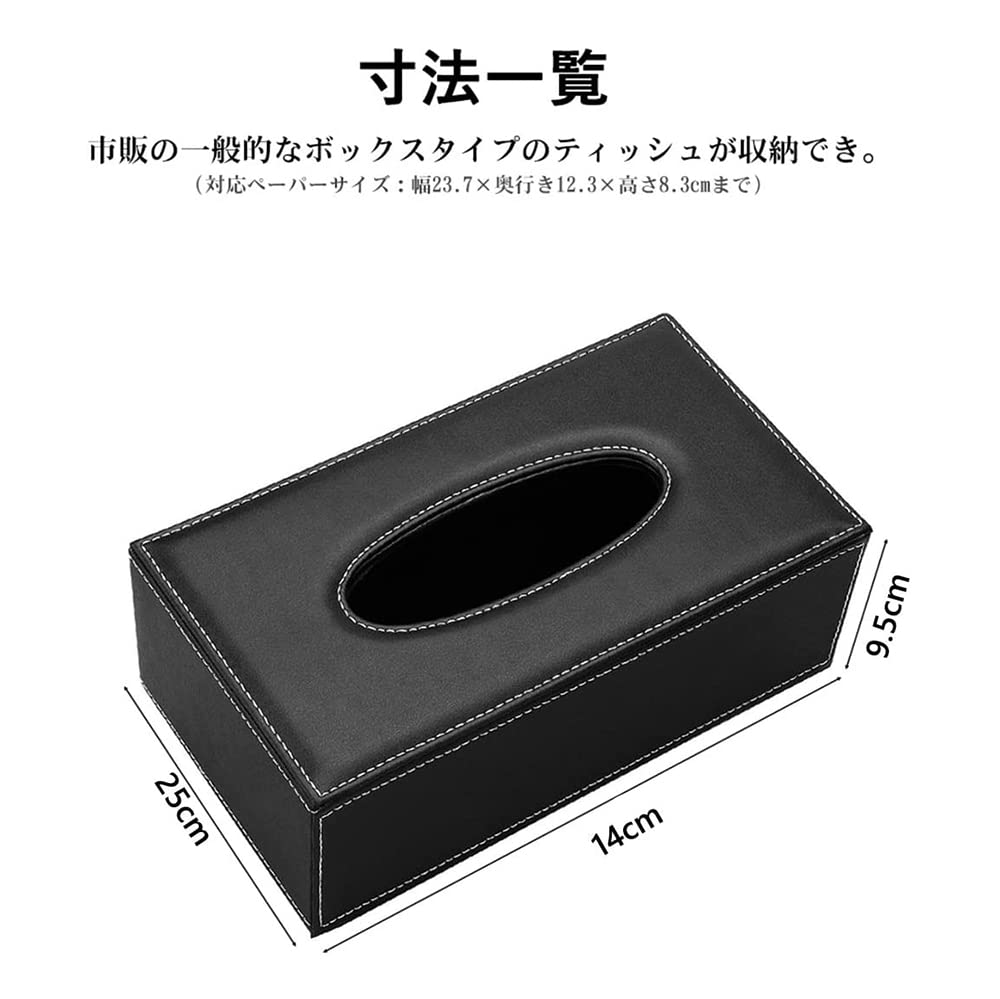 寸法一覧
市販の一般的なボックスタイプのティッシュが収納でき。
（対応ペーパーサイズ：幅23.7×奥行き12.3×高さ8.3cmまで）
9.5cm
25cm
14cm